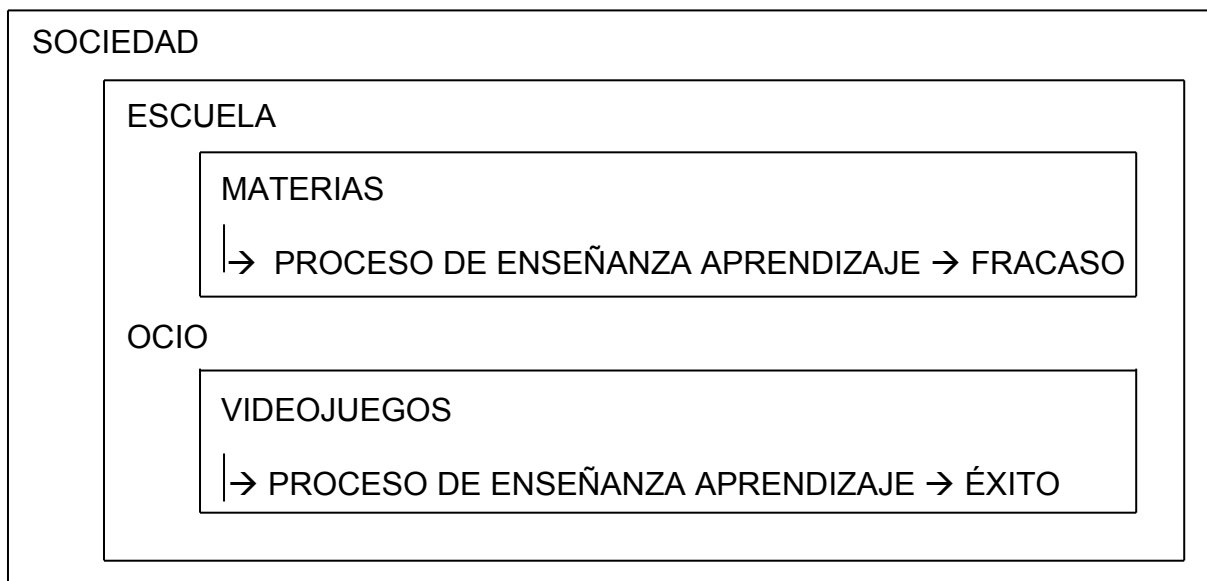 SOCIEDAD
ESCUELA
MATERIAS
→ PROCESO DE ENSEÑANZA APRENDIZAJE → FRACASO
OCIO
VIDEOJUEGOS
→ PROCESO DE ENSEÑANZA APRENDIZAJE → ÉXITO